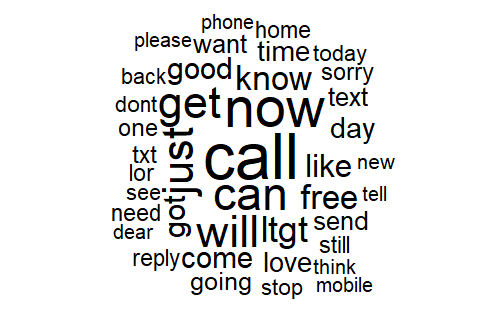 phone home
please want time today
back good know sorry
dont get now text
one just call day
txt like new
lor can free tell
see got
need will ltgt send
dear still
reply come love think
going stop mobile